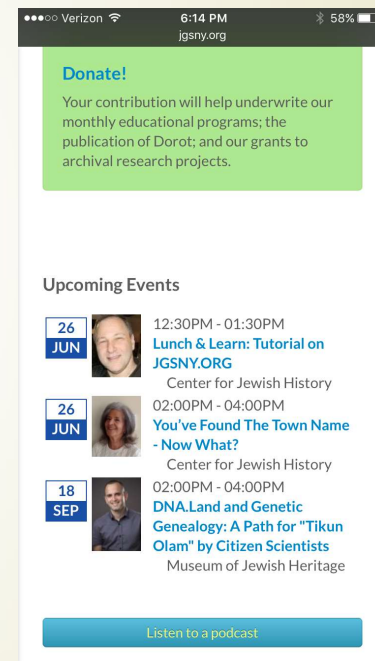 ●●●○○ Verizon 6:14 PM 58%
jgsny.org
Donate!
Your contribution will help underwrite our
monthly educational programs; the
publication of Dorot; and our grants to
archival research projects.
Upcoming Events
26
JUN
12:30PM - 01:30PM
Lunch & Learn: Tutorial on
JGSNY.ORG
Center for Jewish History
26
JUN
02:00PM - 04:00PM
You've Found The Town Name
- Now What?
Center for Jewish History
18
SEP
02:00PM - 04:00PM
DNA.Land and Genetic
Genealogy: A Path for "Tikun
Olam" by Citizen Scientists
Museum of Jewish Heritage
Listen to a podcast